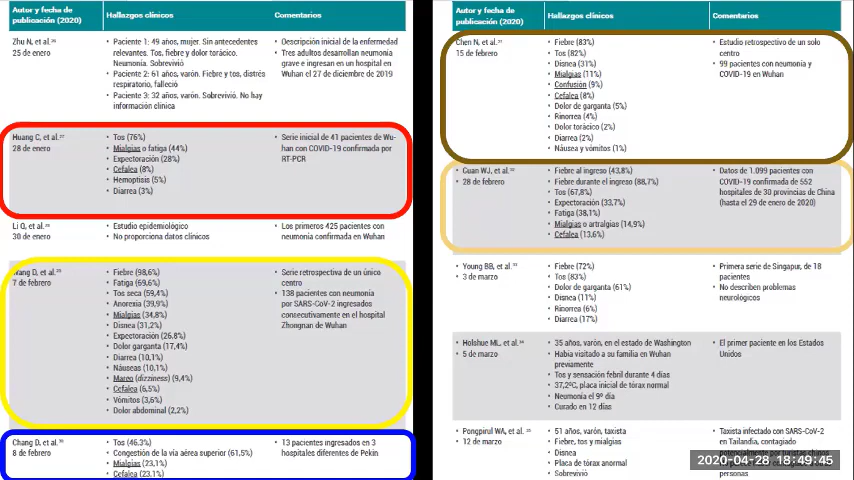 Autor y fecha de
publicación (2020)
Hallazgos clínicos
Comentarios
Zhu N, et al.²⁶
25 de enero
• Paciente 1: 49 años, mujer. Sin antecedentes
relevantes. Tos, fiebre y dolor torácico.
Neumonía. Sobrevivió
• Paciente 2: 61 años, varón. Fiebre y tos, distrés
respiratorio, falleció
• Paciente 3: 32 años, varón. Sobrevivió. No hay
información clínica
• Descripción inicial de la enfermedad
• Tres adultos desarrollan neumonía
grave e ingresan en un hospital en
Wuhan el 27 de diciembre de 2019
Huang C, et al.²⁷
28 de enero
• Tos (76%)
• Mialgias o fatiga (44%)
• Expectoración (28%)
• Cefalea (8%)
• Hemoptisis (5%)
• Diarrea (3%)
• Serie inicial de 41 pacientes de Wu-
han con COVID-19 confirmada por
RT-PCR
Li Q, et al.²⁸
30 de enero
• Estudio epidemiológico
• No proporciona datos clínicos
• Los primeros 425 pacientes con
neumonía confirmada en Wuhan
Wang D, et al.²⁹
7 de febrero
• Fiebre (98,6%)
• Fatiga (69,6%)
• Tos seca (59,4%)
• Anorexia (39,9%)
• Mialgias (34,8%)
• Disnea (31,2%)
• Expectoración (26,8%)
• Dolor garganta (17,4%)
• Diarrea (10,1%)
• Náuseas (10,1%)
• Mareo (dizziness) (9,4%)
• Cefalea (6,5%)
• Vómitos (3,6%)
• Dolor abdominal (2,2%)
• Serie retrospectiva de un único
centro
• 138 pacientes con neumonía
por SARS-CoV-2 ingresados
consecutivamente en el hospital
Zhongnan de Wuhan
Chang D, et al.³⁰
8 de febrero
• Tos (46.3%)
• Congestión de la vía aérea superior (61,5%)
• Mialgias (23,1%)
• Cefalea (23,1%)
• 13 pacientes ingresados en 3
hospitales diferentes de Pekín
Autor y fecha de
publicación (2020)
Hallazgos clínicos
Comentarios
Chen N, et al.³¹
15 de febrero
• Fiebre (83%)
• Tos (82%)
• Disnea (31%)
• Mialgias (11%)
• Confusión (9%)
• Cefalea (8%)
• Dolor de garganta (5%)
• Rinorrea (4%)
• Dolor torácico (2%)
• Diarrea (2%)
• Náusea y vómitos (1%)
• Estudio retrospectivo de un solo
centro
• 99 pacientes con neumonía y
COVID-19 en Wuhan
Guan WJ, et al.³²
• 28 de febrero
• Fiebre al ingreso (43,8%)
• Fiebre durante el ingreso (88,7%)
• Tos (67,8%)
• Expectoración (33,7%)
• Fatiga (38,1%)
• Mialgias o artralgias (14,9%)
• Cefalea (13,6%)
• Datos de 1.099 pacientes con
COVID-19 confirmada de 552
hospitales de 30 provincias de China
(hasta el 29 de enero de 2020)
Young BB, et al.³³
• 3 de marzo
• Fiebre (72%)
• Tos (83%)
• Dolor de garganta (61%)
• Disnea (11%)
• Rinorrea (6%)
• Diarrea (17%)
• Primera serie de Singapur, de 18
pacientes
• No describen problemas
neurológicos
Holshue ML, et al.³⁴
• 5 de marzo
• 35 años, varón, en el estado de Washington
• Había visitado a su familia en Wuhan
previamente
• Tos y sensación febril durante 4 días
• 37,2ºC, placa inicial de tórax normal
• Neumonía el 9º día
• Curado en 12 días
• El primer paciente en los Estados
Unidos
Pongpirul WA, et al.³⁵
• 12 de marzo
• 51 años, varón, taxista
• Fiebre, tos y mialgias
• Disnea
• Placa de tórax anormal
• Sobrevivió
• Taxista infectado con SARS-CoV-2
en Tailandia, contagiado
potencialmente por turistas chinos
personas
2020-04-28 18:49:45